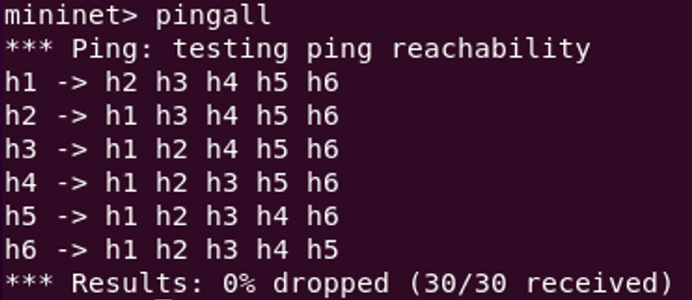 mininet> pingall
*** Ping: testing ping reachability
h1 -> h2 h3 h4 h5 h6
h2 -> h1 h3 h4 h5 h6
h3 -> h1 h2 h4 h5 h6
h4 -> h1 h2 h3 h5 h6
h5 -> h1 h2 h3 h4 h6
h6 -> h1 h2 h3 h4 h5
*** Results: 0% dropped (30/30 received)